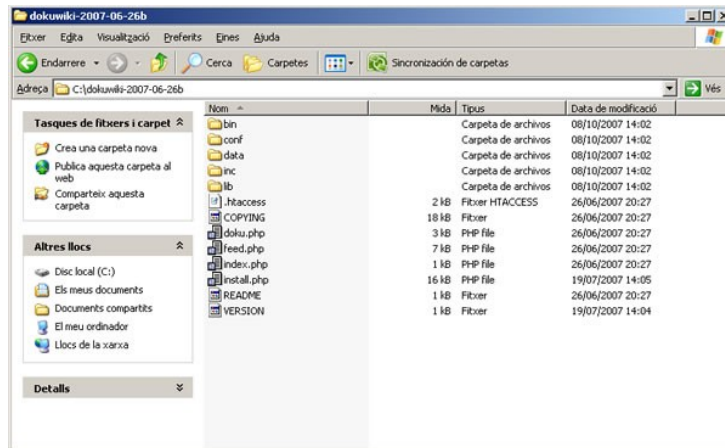 dokuwiki-2007-06-26b
Fitxer Edita Visualització Preferits Eines Ajuda
Endarrere Cerca Carpetes Sincronización de carpetas
Adreça C:\dokuwiki-2007-06-26b Vés
Tasques de fitxers i carpet
Crea una carpeta nova
Publica aquesta carpeta al
web
Comparteix aquesta
carpeta
Altres llocs
Disc local (C:)
Els meus documents
Documents compartits
El meu ordinador
Llocs de la xarxa
Detalls
Nom Mida Tipus Data de modificació
bin Carpeta de archivos 08/10/2007 14:02
conf Carpeta de archivos 08/10/2007 14:02
data Carpeta de archivos 08/10/2007 14:02
inc Carpeta de archivos 08/10/2007 14:02
lib Carpeta de archivos 08/10/2007 14:02
.htaccess 2 kB Fitxer HTACCESS 26/06/2007 20:27
COPYING 18 kB Fitxer 26/06/2007 20:27
doku.php 3 kB PHP file 26/06/2007 20:27
feed.php 7 kB PHP file 26/06/2007 20:27
index.php 1 kB PHP file 26/06/2007 20:27
install.php 16 kB PHP file 19/07/2007 14:05
README 1 kB Fitxer 26/06/2007 20:27
VERSION 1 kB Fitxer 19/07/2007 14:04